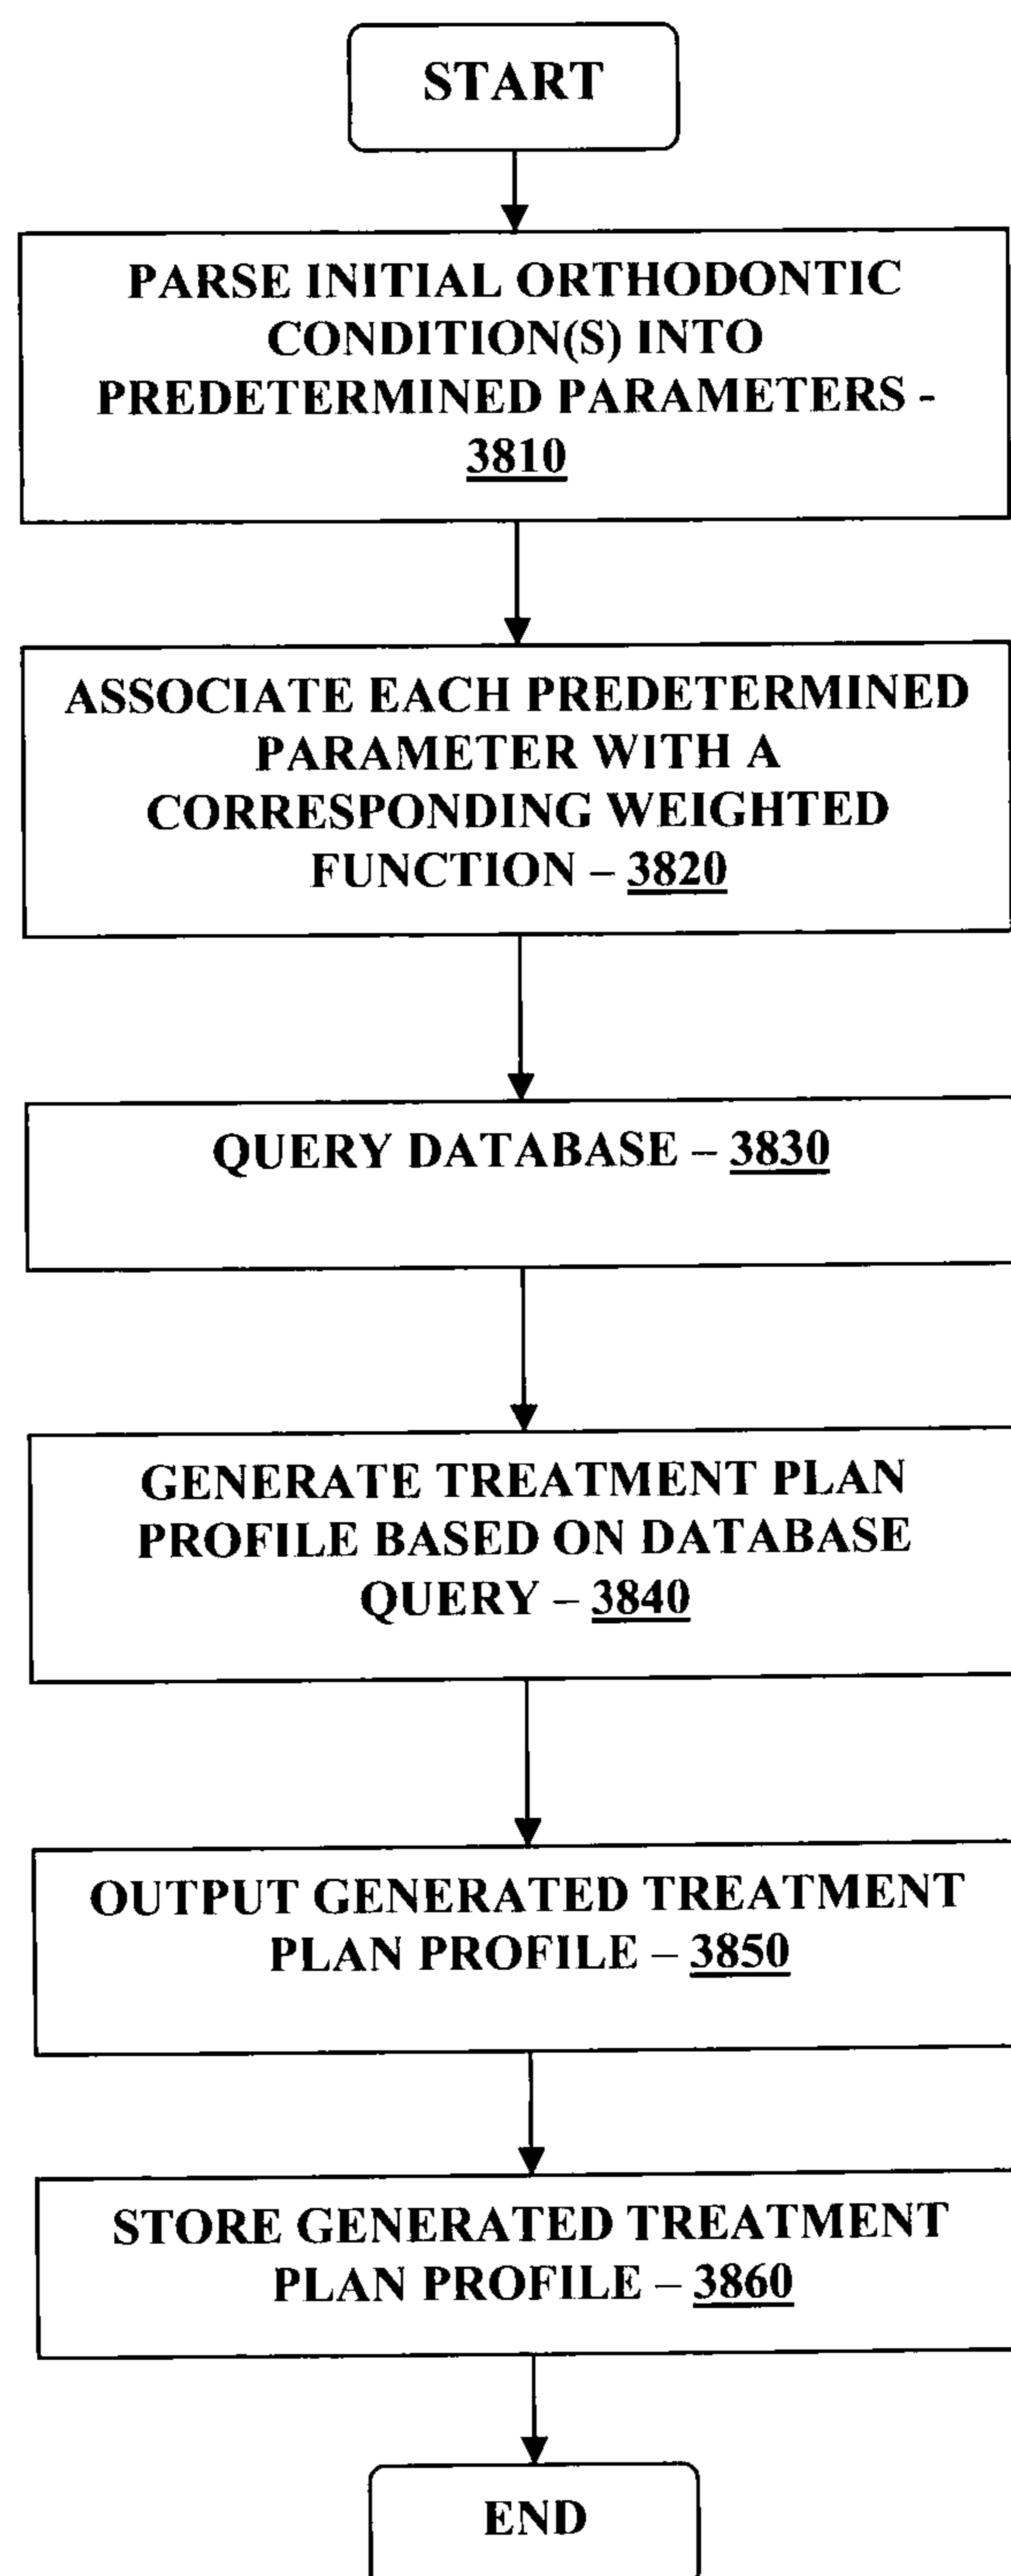 START
PARSE INITIAL ORTHODONTIC
CONDITION(S) INTO
PREDETERMINED PARAMETERS -
3810
ASSOCIATE EACH PREDETERMINED
PARAMETER WITH A
CORRESPONDING WEIGHTED
FUNCTION – 3820
QUERY DATABASE – 3830
GENERATE TREATMENT PLAN
PROFILE BASED ON DATABASE
QUERY – 3840
OUTPUT GENERATED TREATMENT
PLAN PROFILE – 3850
STORE GENERATED TREATMENT
PLAN PROFILE – 3860
END